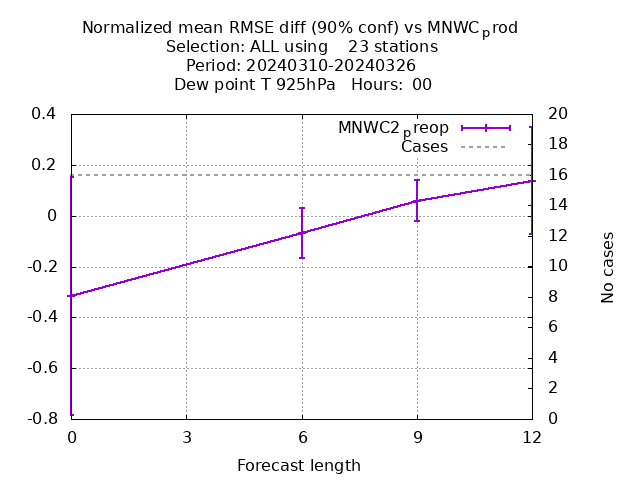 Normalized mean RMSE diff (90% conf) vs MNWCprod
Selection: ALL using 23 stations
Period: 20240310-20240326
Dew point T 925hPa Hours: 00
MNWC2preop
Cases
0.4
0.2
0
-0.2
-0.4
-0.6
-0.8
20
18
16
14
12
10
8
6
4
2
0
No cases
0 3 6 9 12
Forecast length